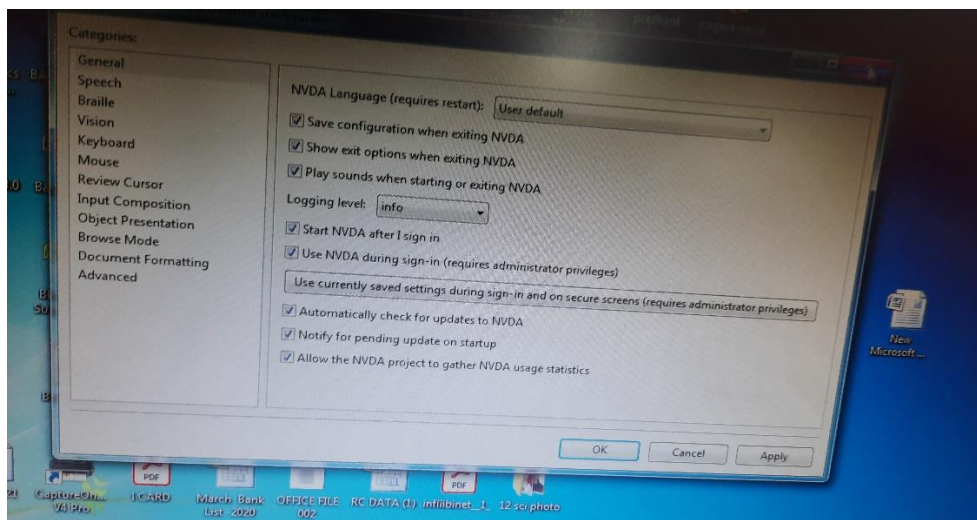 Categories:
General
Speech
Braille
Vision
Keyboard
Mouse
Review Cursor
Input Composition
Object Presentation
Browse Mode
Document Formatting
Advanced
NVDA Language (requires restart): User default
Save configuration when exiting NVDA
Show exit options when exiting NVDA
Play sounds when starting or exiting NVDA
Logging level: info
Start NVDA after I sign in
Use NVDA during sign-in (requires administrator privileges)
Use currently saved settings during sign-in and on secure screens (requires administrator privileges)
Automatically check for updates to NVDA
Notify for pending update on startup
Allow the NVDA project to gather NVDA usage statistics
OK Cancel Apply
New
Microsoft ...
PDF PDF
CaptureOn... I CARD March Bank OFFICE FILE RC DATA (1) inflibinet_1_ 12 sci photo
V4 Pro List -2020 002